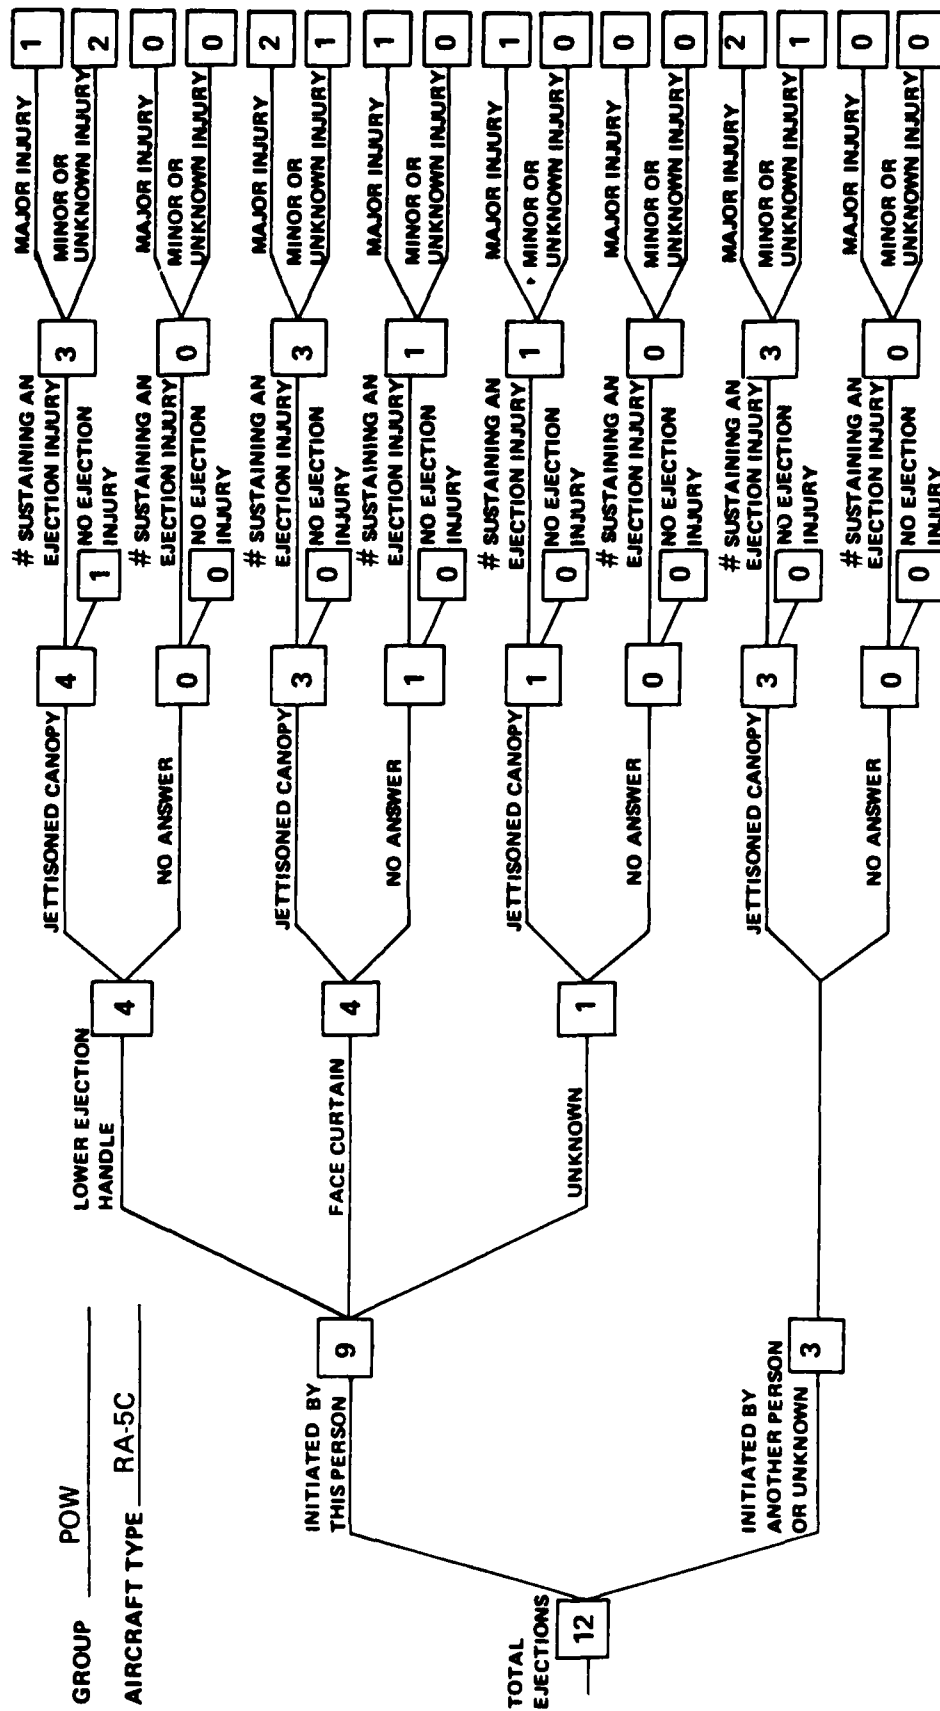 GROUP POW
AIRCRAFT TYPE RA-5C
TOTAL
EJECTIONS
12
INITIATED BY
THIS PERSON
9
INITIATED BY
ANOTHER PERSON
OR UNKNOWN
3
LOWER EJECTION
HANDLE
4
FACE CURTAIN
4
UNKNOWN
1
JETTISONED CANOPY
4
# SUSTAINING AN
EJECTION INJURY
3
NO EJECTION
INJURY
1
MAJOR INJURY
1
MINOR OR
UNKNOWN INJURY
2
NO ANSWER
0
# SUSTAINING AN
EJECTION INJURY
0
NO EJECTION
INJURY
0
MAJOR INJURY
0
MINOR OR
UNKNOWN INJURY
0
JETTISONED CANOPY
3
# SUSTAINING AN
EJECTION INJURY
3
NO EJECTION
INJURY
0
MAJOR INJURY
2
MINOR OR
UNKNOWN INJURY
1
NO ANSWER
1
# SUSTAINING AN
EJECTION INJURY
1
NO EJECTION
INJURY
0
MAJOR INJURY
1
MINOR OR
UNKNOWN INJURY
0
JETTISONED CANOPY
1
# SUSTAINING AN
EJECTION INJURY
1
NO EJECTION
INJURY
0
MAJOR INJURY
1
MINOR OR
UNKNOWN INJURY
0
NO ANSWER
0
# SUSTAINING AN
EJECTION INJURY
0
NO EJECTION
INJURY
0
MAJOR INJURY
0
MINOR OR
UNKNOWN INJURY
0
JETTISONED CANOPY
3
# SUSTAINING AN
EJECTION INJURY
3
NO EJECTION
INJURY
0
MAJOR INJURY
2
MINOR OR
UNKNOWN INJURY
1
NO ANSWER
0
# SUSTAINING AN
EJECTION INJURY
0
NO EJECTION
INJURY
0
MAJOR INJURY
0
MINOR OR
UNKNOWN INJURY
0